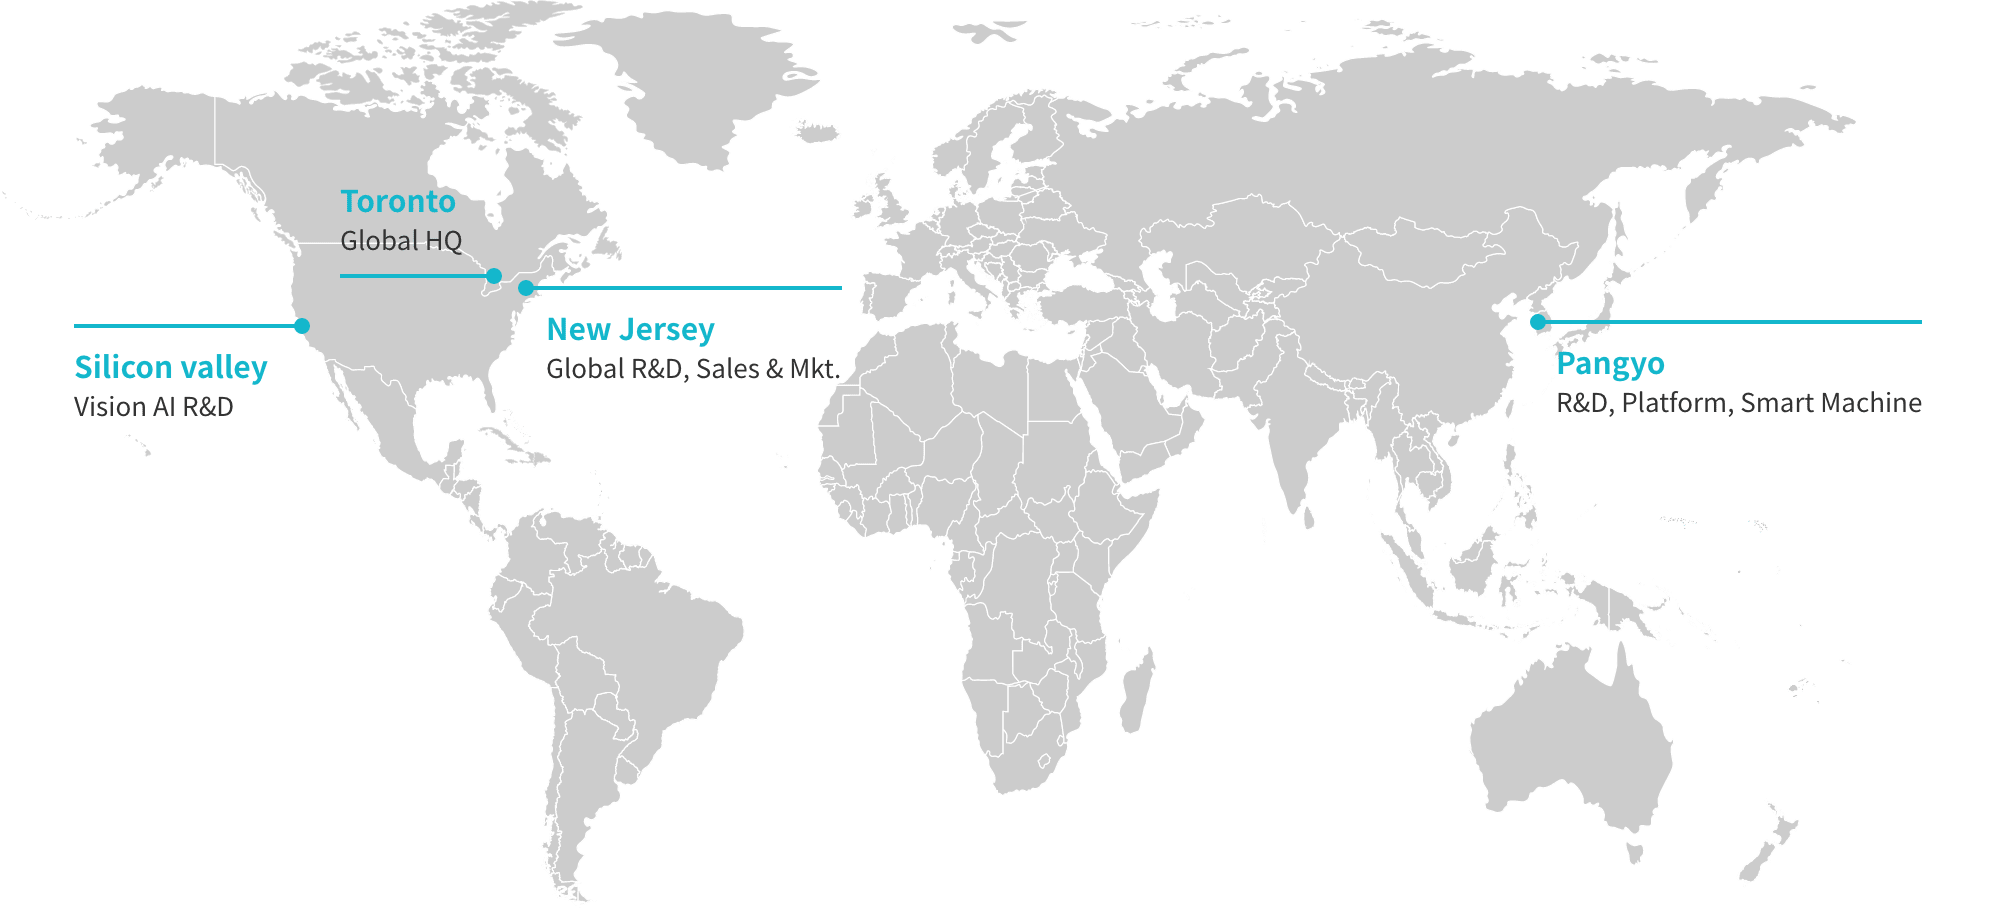 Toronto
Global HQ
New Jersey
Global R&D, Sales & Mkt.
Silicon valley
Vision AI R&D
Pangyo
R&D, Platform, Smart Machine